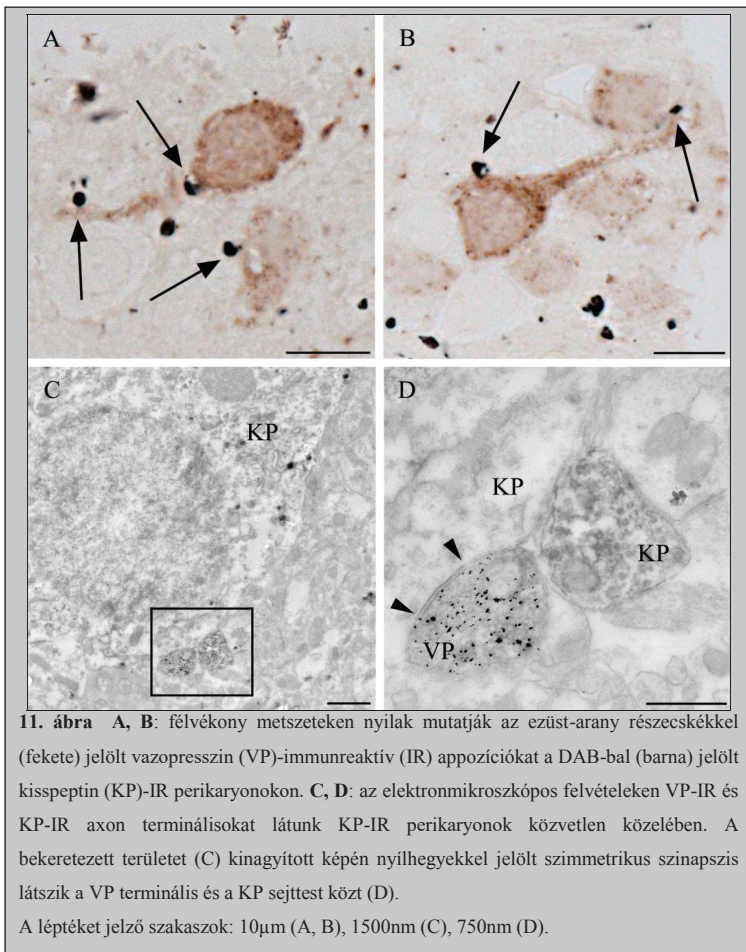 A
B
C
KP
D
KP
KP
VP
11. ábra A, B: félvékony metszeteken nyilak mutatják az ezüst-arany részecskékkel
(fekete) jelölt vazopresszin (VP)-immunreaktív (IR) appozíciókat a DAB-bal (barna) jelölt
kisspeptin (KP)-IR perikaryonokon. C, D: az elektronmikroszkópos felvételeken VP-IR és
KP-IR axon terminálisokat látunk KP-IR perikaryonok közvetlen közelében. A
bekeretezett területet (C) kinagyított képén nyílhegyekkel jelölt szimmetrikus szinapszis
látszik a VP terminális és a KP sejttest közt (D).
A léptéket jelző szakaszok: 10µm (A, B), 1500nm (C), 750nm (D).